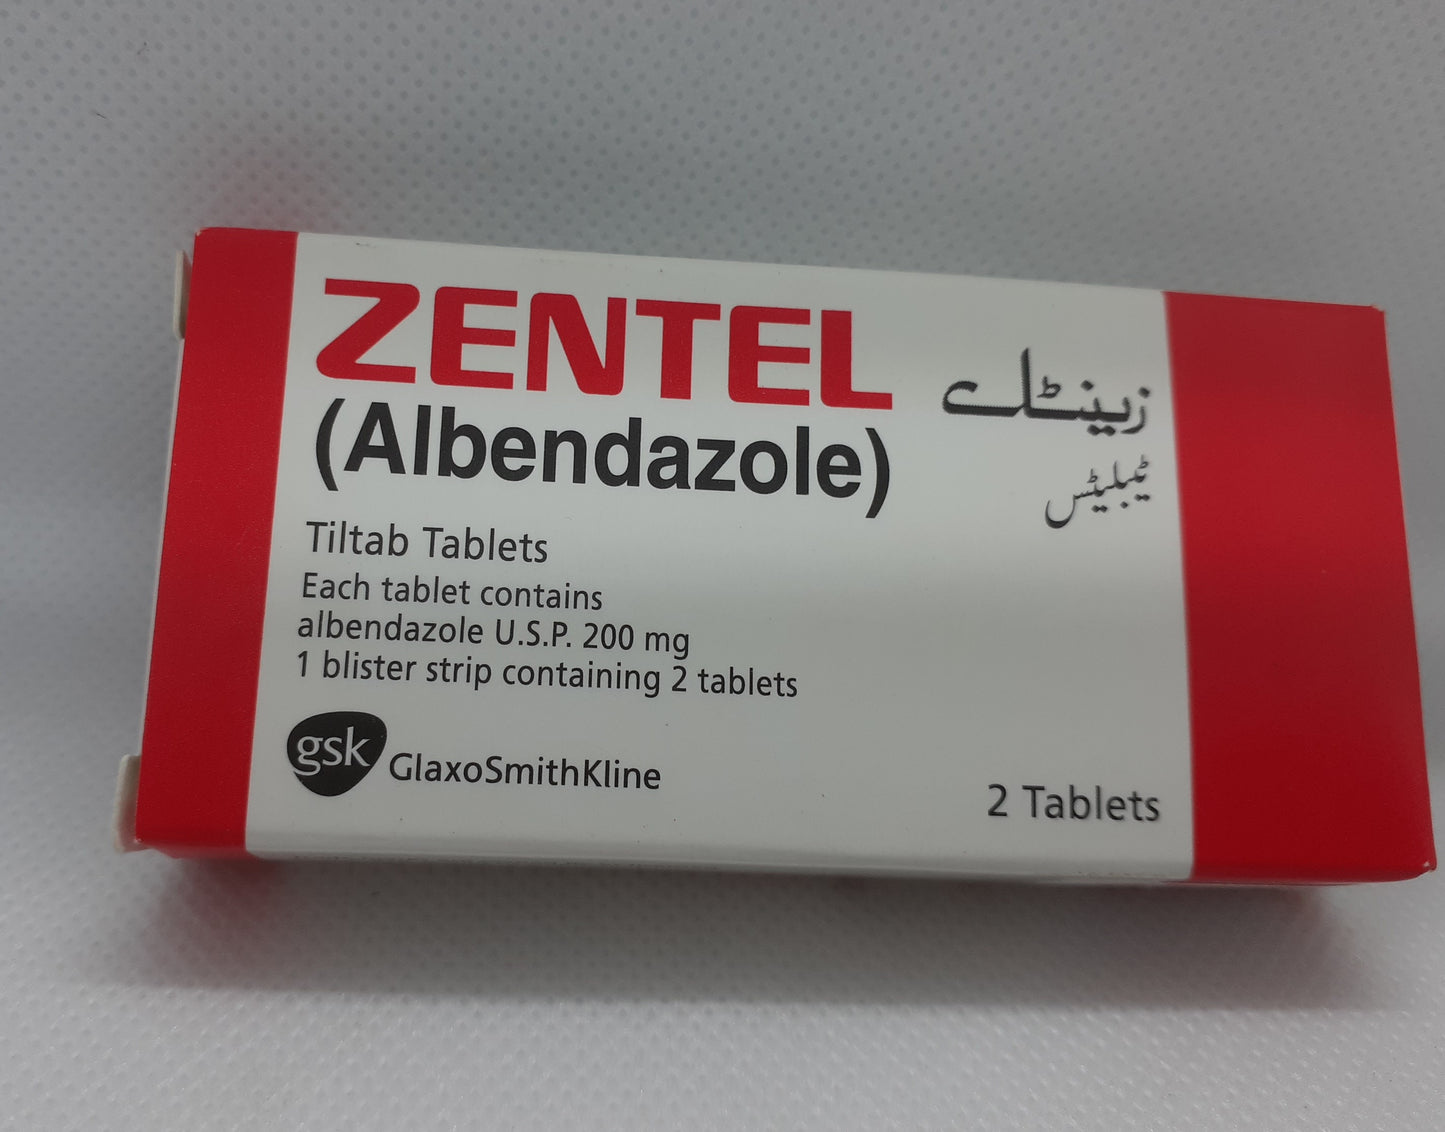 ZENTEL
(Albendazole)
زینٹلے
ٹیبلیٹس
Tiltab Tablets
Each tablet contains
albendazole U.S.P. 200 mg
1 blister strip containing 2 tablets
gsk GlaxoSmithKline
2 Tablets